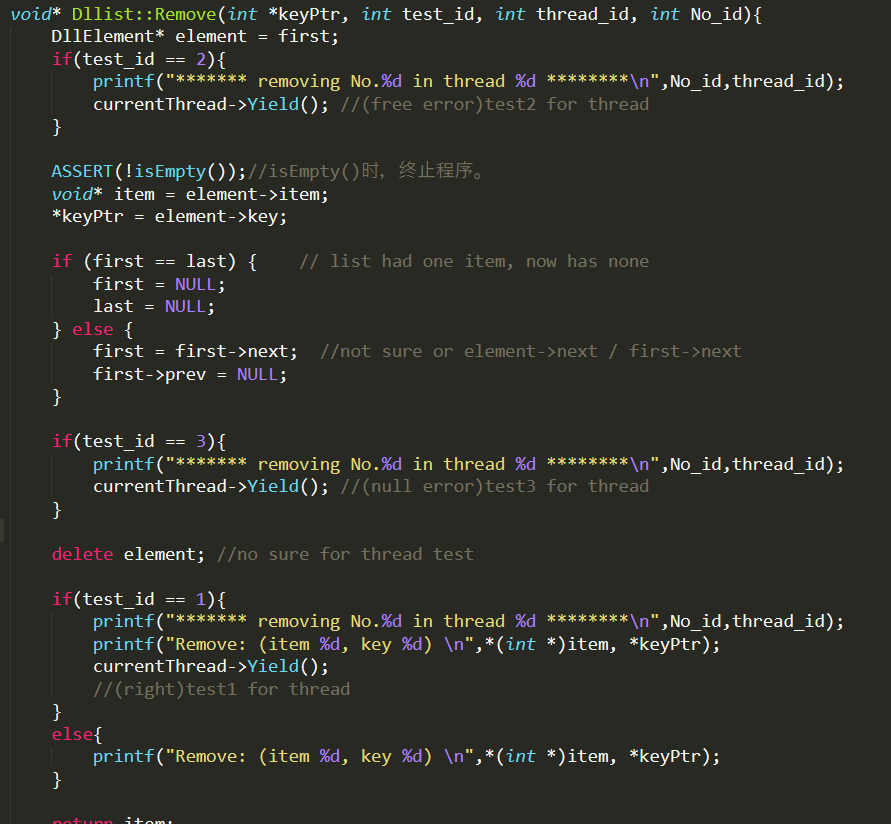 void* Dllist::Remove(int *keyPtr, int test_id, int thread_id, int No_id){
    DllElement* element = first;
    if(test_id == 2){
        printf("******* removing No.%d in thread %d ********\n",No_id,thread_id);
        currentThread->Yield(); //(free error)test2 for thread
    }

    ASSERT(!isEmpty());//isEmpty()时，终止程序。
    void* item = element->item;
    *keyPtr = element->key;

    if (first == last) {    // list had one item, now has none
        first = NULL;
        last = NULL;
    } else {
        first = first->next;  //not sure or element->next / first->next
        first->prev = NULL;
    }

    if(test_id == 3){
        printf("******* removing No.%d in thread %d ********\n",No_id,thread_id);
        currentThread->Yield(); //(null error)test3 for thread
    }

    delete element; //no sure for thread test

    if(test_id == 1){
        printf("******* removing No.%d in thread %d ********\n",No_id,thread_id);
        printf("Remove: (item %d, key %d) \n",*(int *)item, *keyPtr);
        currentThread->Yield();
        //(right)test1 for thread
    }
    else{
        printf("Remove: (item %d, key %d) \n",*(int *)item, *keyPtr);
    }

    return item;